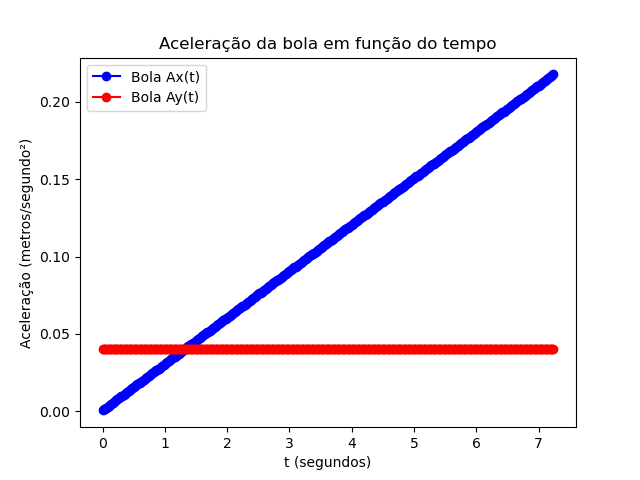 Aceleração da bola em função do tempo
Bola Ax(t)
Bola Ay(t)
Aceleração (metros/segundo²)
0.20
0.15
0.10
0.05
0.00
0 1 2 3 4 5 6 7
t (segundos)